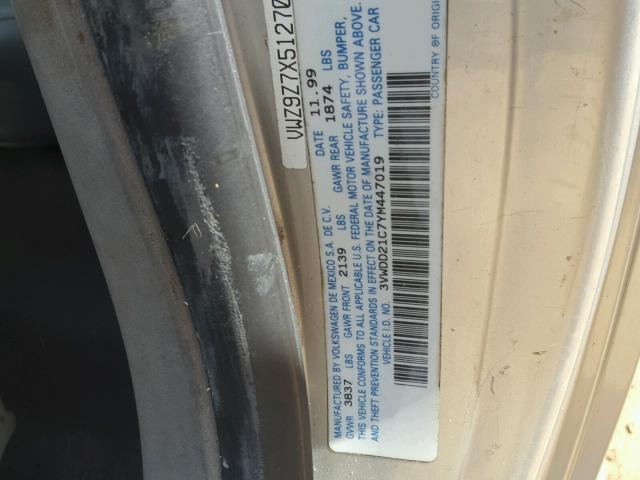 VWZ9Z7X51270
MANUFACTURED BY VOLKSWAGEN DE MEXICO S.A. DE C.V. DATE 11.99
GVWR 3837 LBS GAWR FRONT 2139 LBS GAWR REAR 1874 LBS
THIS VEHICLE CONFORMS TO ALL APPLICABLE U.S. FEDERAL MOTOR VEHICLE SAFETY, BUMPER,
AND THEFT PREVENTION STANDARDS IN EFFECT ON THE DATE OF MANUFACTURE SHOWN ABOVE.
VEHICLE I.D. NO. 3VWDD21C7YM447019 TYPE: PASSENGER CAR
COUNTRY OF ORIGI